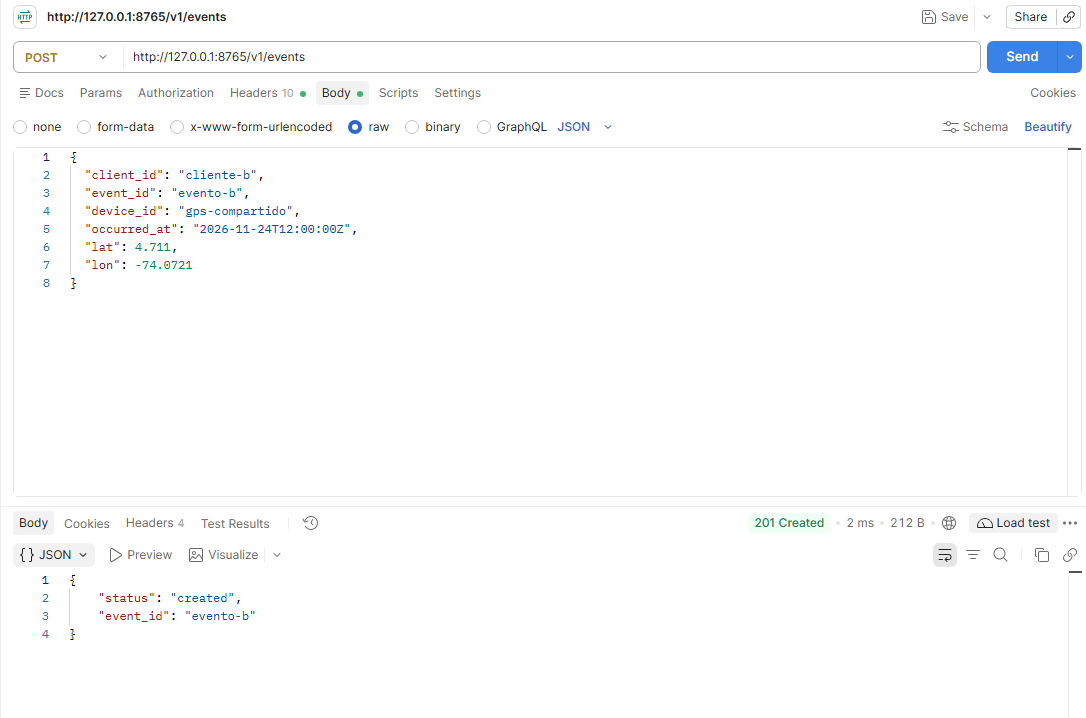 HTTP http://127.0.0.1:8765/v1/events Save Share
POST http://127.0.0.1:8765/v1/events Send
Docs Params Authorization Headers 10 Body Scripts Settings Cookies
none form-data x-www-form-urlencoded raw binary GraphQL JSON Schema Beautify
1 {
2 "client_id": "cliente-b",
3 "event_id": "evento-b",
4 "device_id": "gps-compartido",
5 "occurred_at": "2026-11-24T12:00:00Z",
6 "lat": 4.711,
7 "lon": -74.0721
8 }
Body Cookies Headers 4 Test Results 201 Created 2 ms 212 B Load test
{} JSON Preview Visualize
1 {
2 "status": "created",
3 "event_id": "evento-b"
4 }